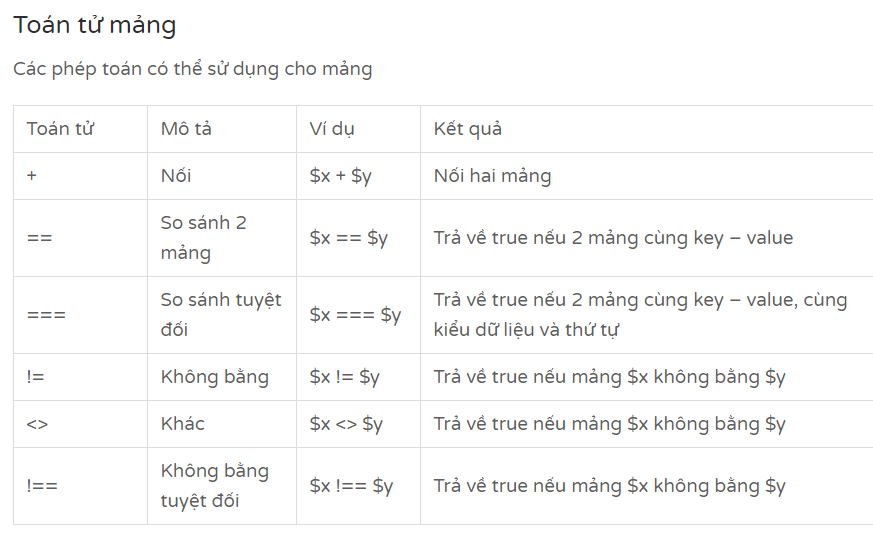 Toán tử mảng
Các phép toán có thể sử dụng cho mảng
Toán tử Mô tả Ví dụ Kết quả
+ Nối $x + $y Nối hai mảng
== So sánh 2 mảng $x == $y Trả về true nếu 2 mảng cùng key – value
=== So sánh tuyệt đối $x === $y Trả về true nếu 2 mảng cùng key – value, cùng kiểu dữ liệu và thứ tự
!= Không bằng $x != $y Trả về true nếu mảng $x không bằng $y
<> Khác $x <> $y Trả về true nếu mảng $x không bằng $y
!== Không bằng tuyệt đối $x !== $y Trả về true nếu mảng $x không bằng $y